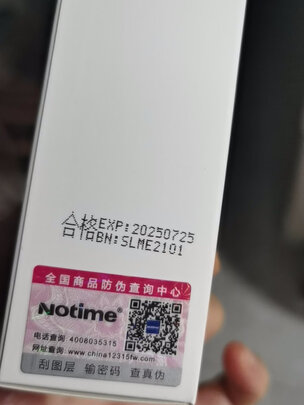 合格EXP:20250725
BN:SLME2101
全国商品防伪查询中心
Notime®
电话查询:4008035315
网址查询:www.china12315fw.com
刮图层 输密码 查真伪